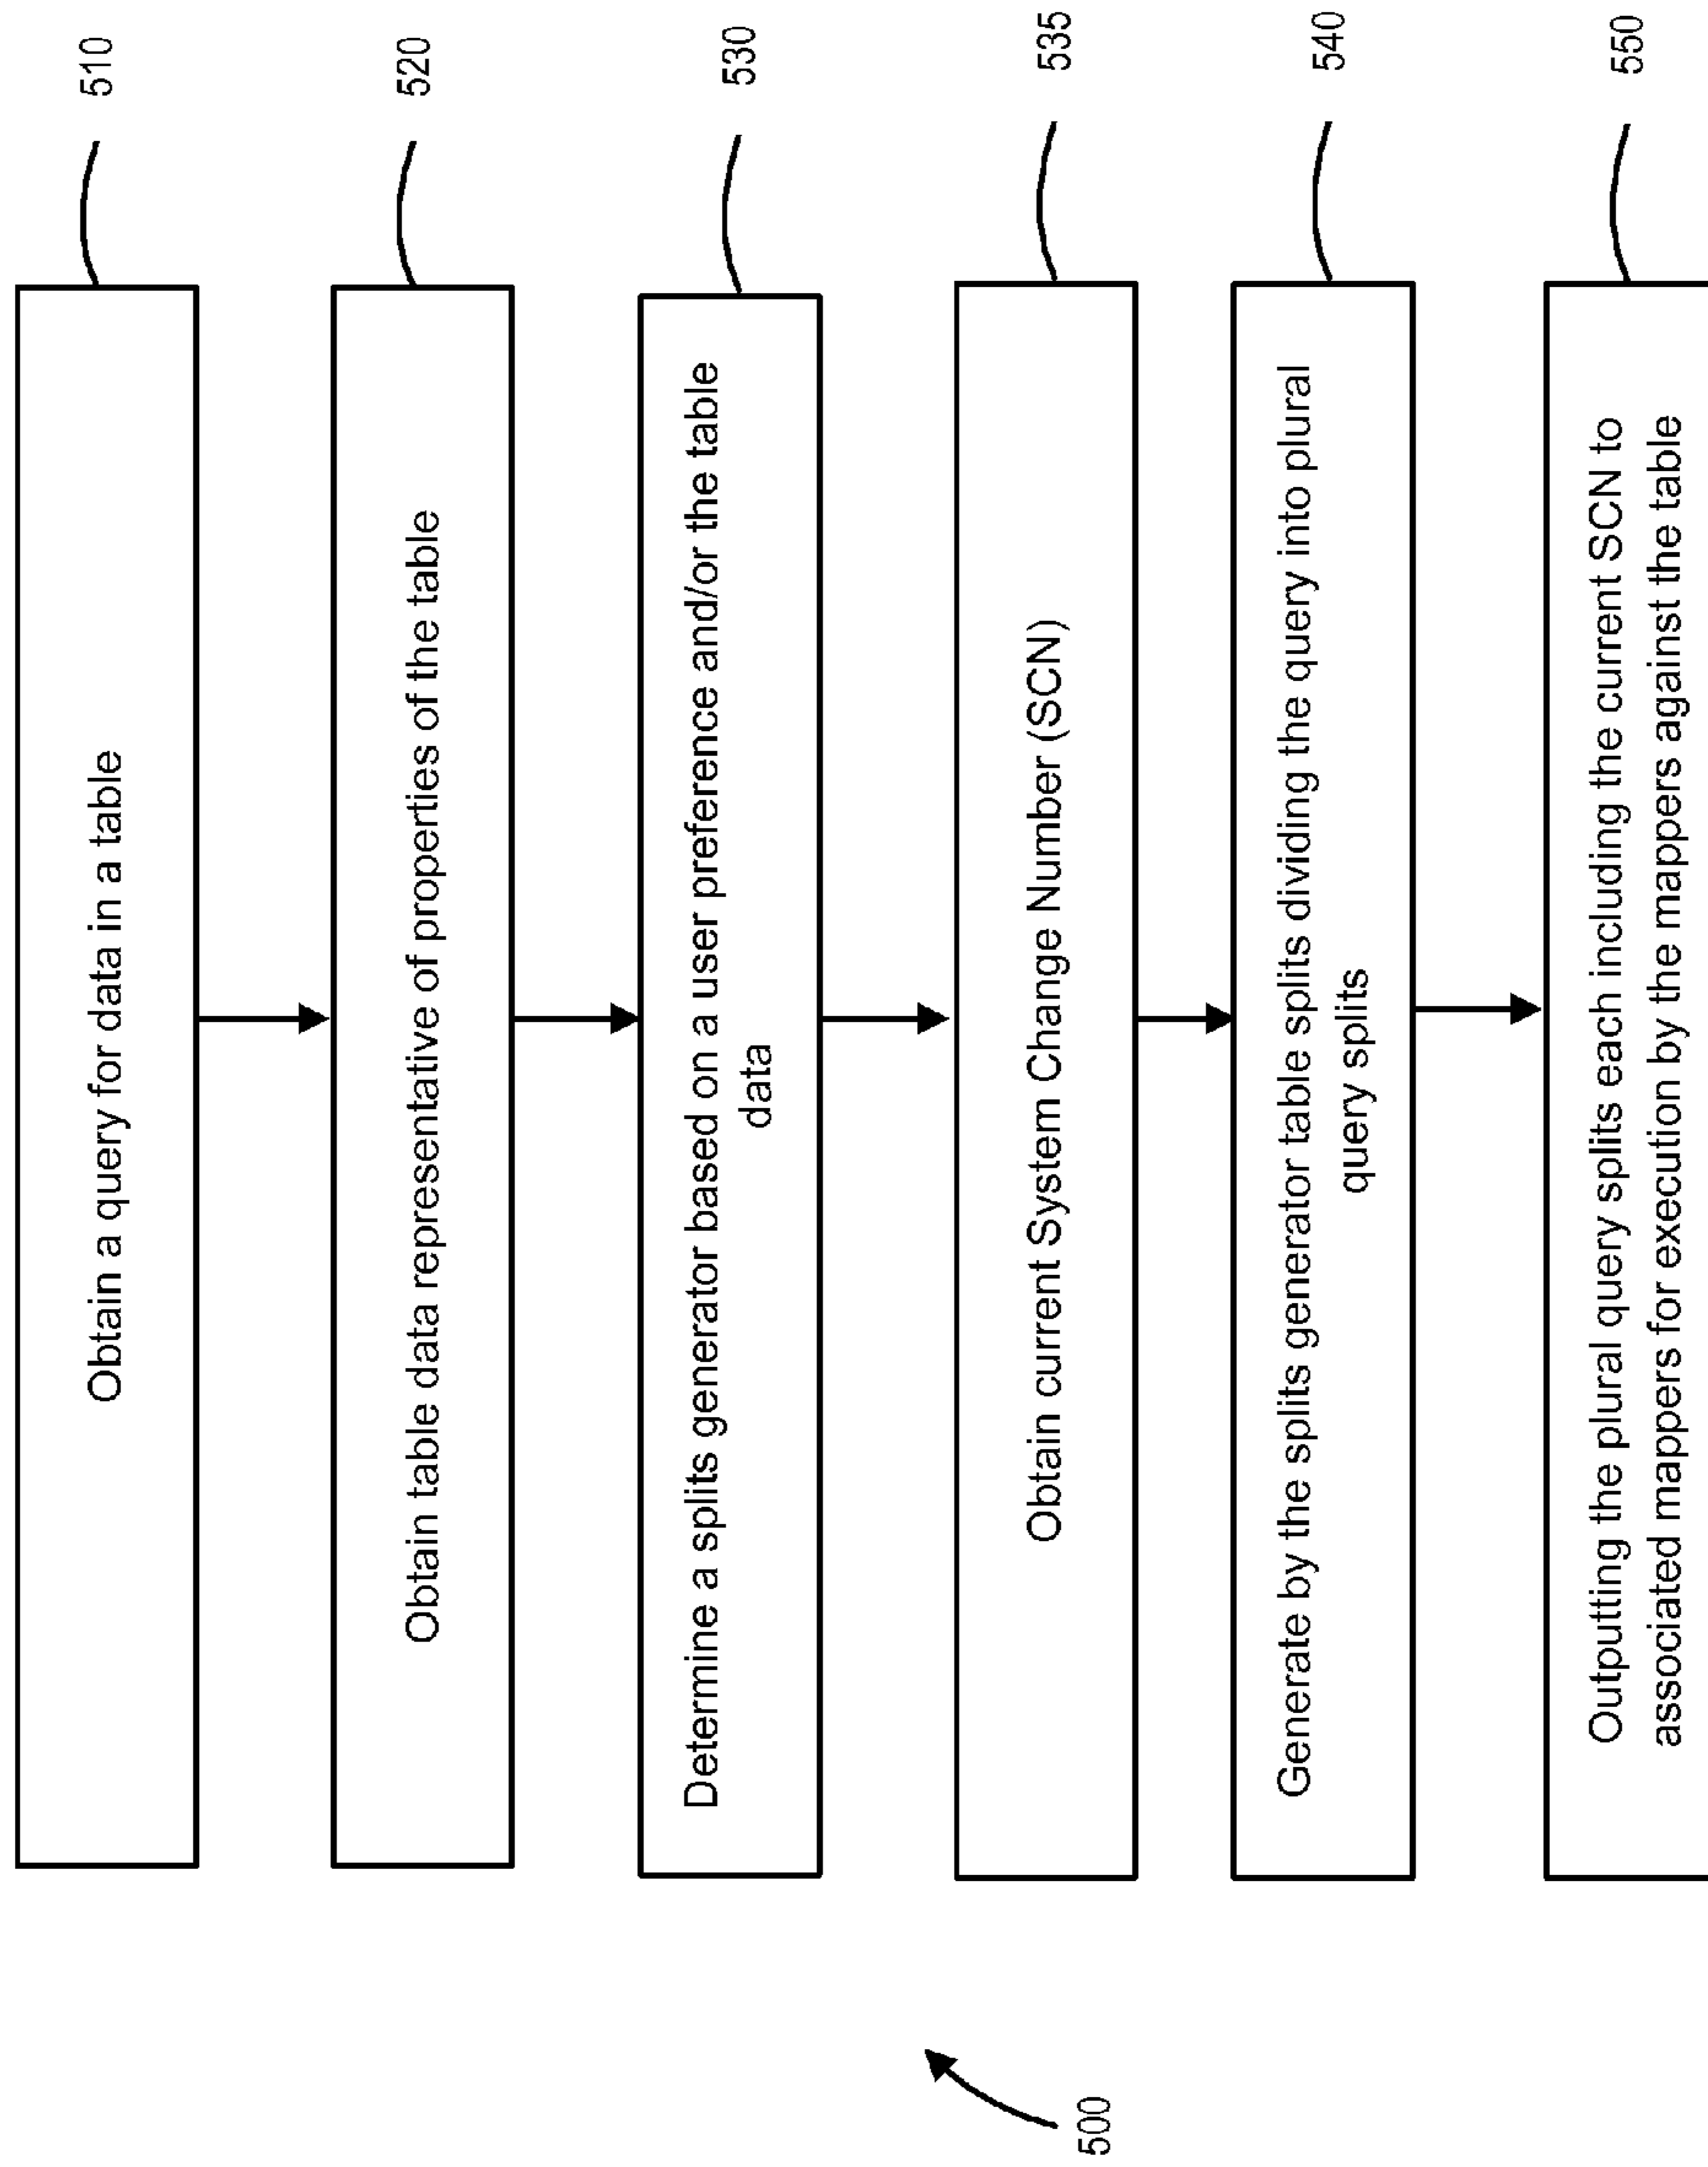 Obtain a query for data in a table
510
Obtain table data representative of properties of the table
520
Determine a splits generator based on a user preference and/or the table
data
530
Obtain current System Change Number (SCN)
535
Generate by the splits generator table splits dividing the query into plural
query splits
540
Outputting the plural query splits each including the current SCN to
associated mappers for execution by the mappers against the table
550
500